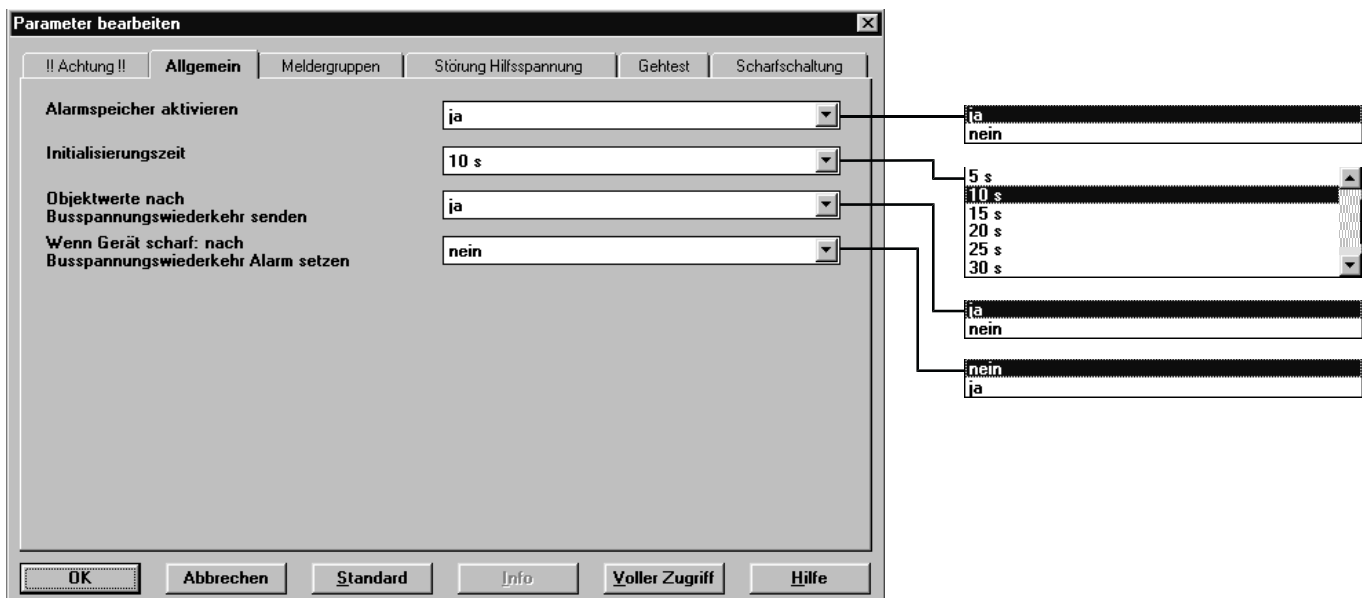 Parameter bearbeiten
!! Achtung !!
Allgemein
Meldergruppen
Störung Hilfsspannung
Gehtest
Scharfschaltung
Alarmspeicher aktivieren
ja
Initialisierungszeit
10 s
Objektwerte nach
Busspannungswiederkehr senden
ja
Wenn Gerät scharf: nach
Busspannungswiederkehr Alarm setzen
nein
OK
Abbrechen
Standard
Info
Voller Zugriff
Hilfe
ja
nein
5 s
10 s
15 s
20 s
25 s
30 s
ja
nein
nein
ja